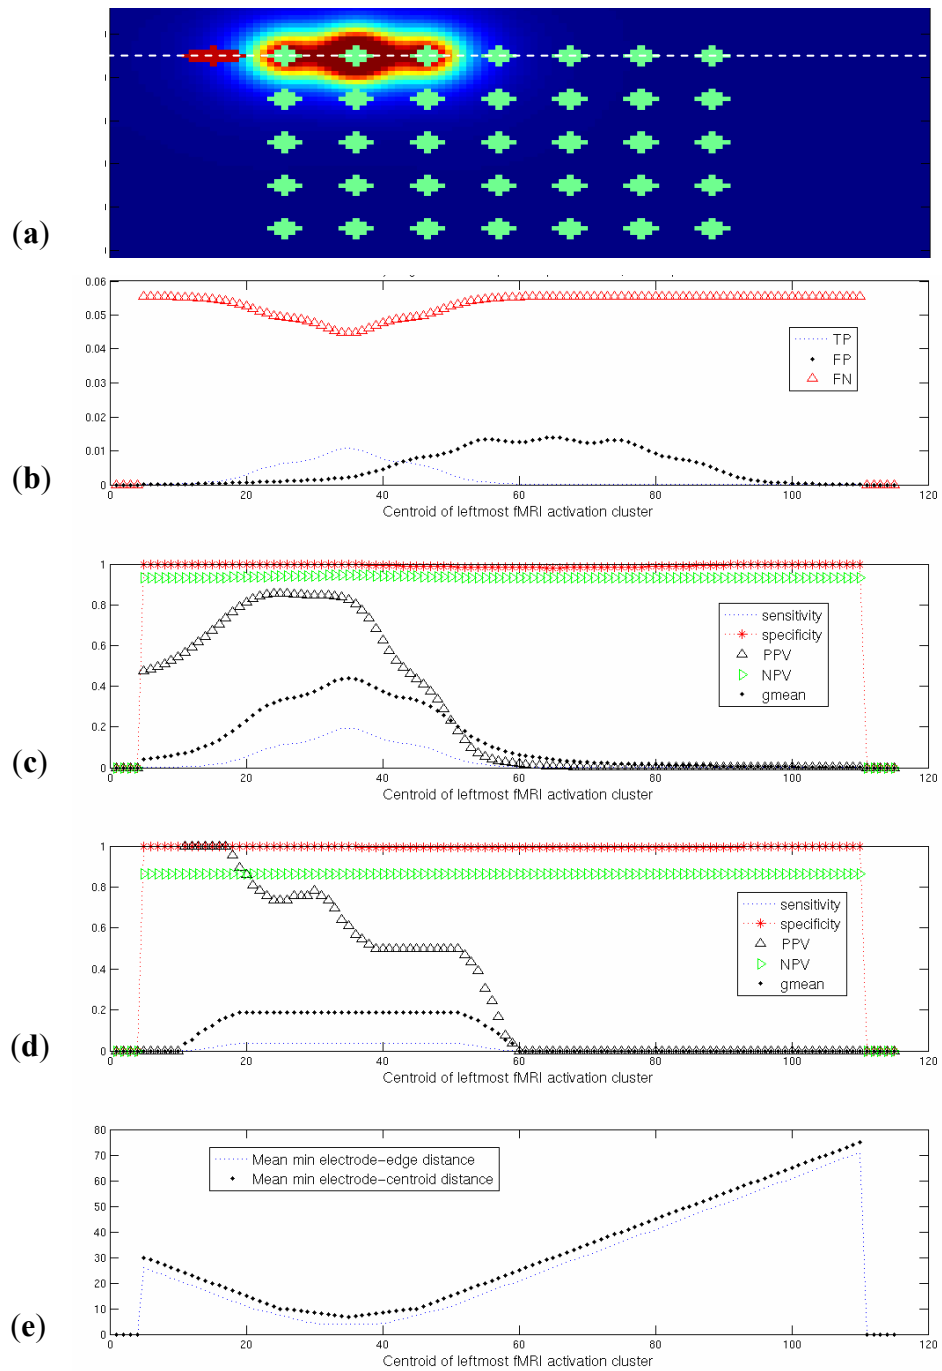 (a)
0.06
0.05
0.04
0.03
0.02
0.01
0
TP
FP
FN
(b)
0 20 40 60 80 100 120
Centroid of leftmost fMRI activation cluster
1
0.8
0.6
0.4
0.2
0
sensitivity
specificity
PPV
NPV
gmean
(c)
0 20 40 60 80 100 120
Centroid of leftmost fMRI activation cluster
1
0.8
0.6
0.4
0.2
0
sensitivity
specificity
PPV
NPV
gmean
(d)
0 20 40 60 80 100 120
Centroid of leftmost fMRI activation cluster
80
70
60
50
40
30
20
10
0
Mean min electrode-edge distance
Mean min electrode-centroid distance
(e)
0 20 40 60 80 100 120
Centroid of leftmost fMRI activation cluster